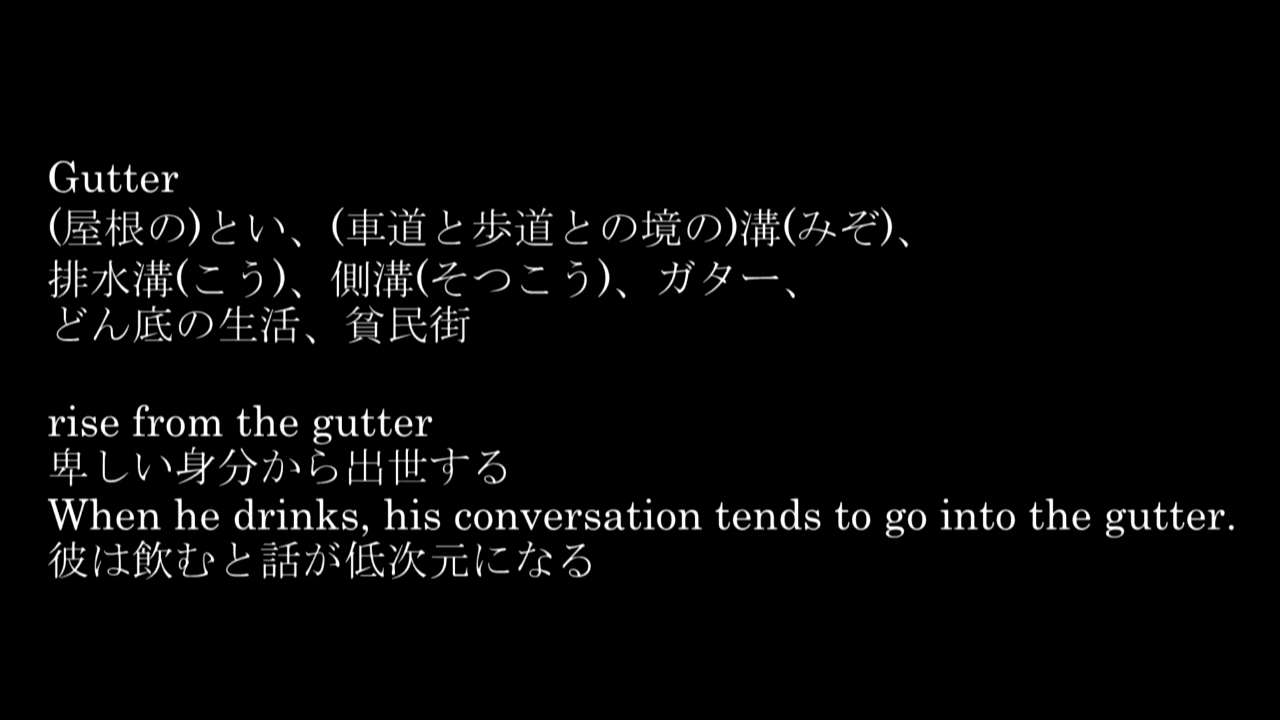 Gutter
(屋根の)とい、(車道と歩道との境の)溝(みぞ)、
排水溝(こう)、側溝(そつこう)、ガター、
どん底の生活、貧民街
rise from the gutter
卑しい身分から出世する
When he drinks, his conversation tends to go into the gutter.
彼は飲むと話が低次元になる